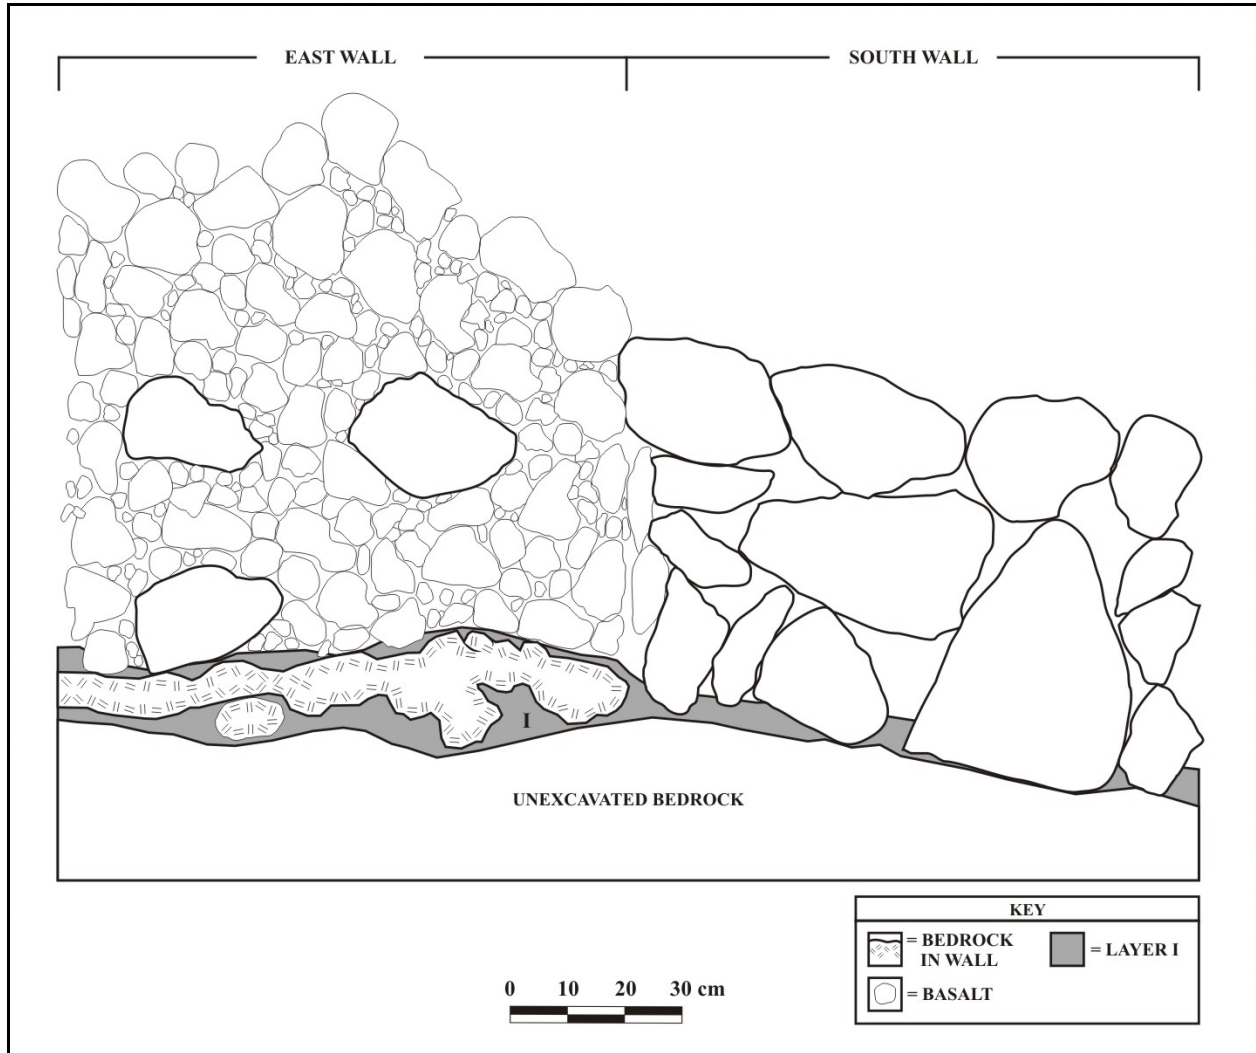 EAST WALL
SOUTH WALL
I
UNEXCAVATED BEDROCK
KEY
= BEDROCK
IN WALL
= LAYER I
= BASALT
0 10 20 30 cm